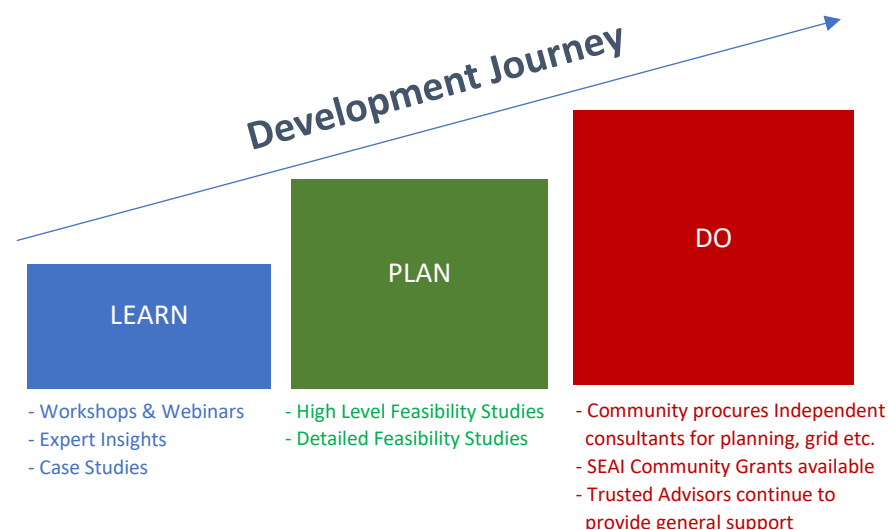 Development Journey
LEARN
PLAN
DO
- Workshops & Webinars
- Expert Insights
- Case Studies
- High Level Feasibility Studies
- Detailed Feasibility Studies
- Community procures Independent
consultants for planning, grid etc.
- SEAI Community Grants available
- Trusted Advisors continue to
provide general support